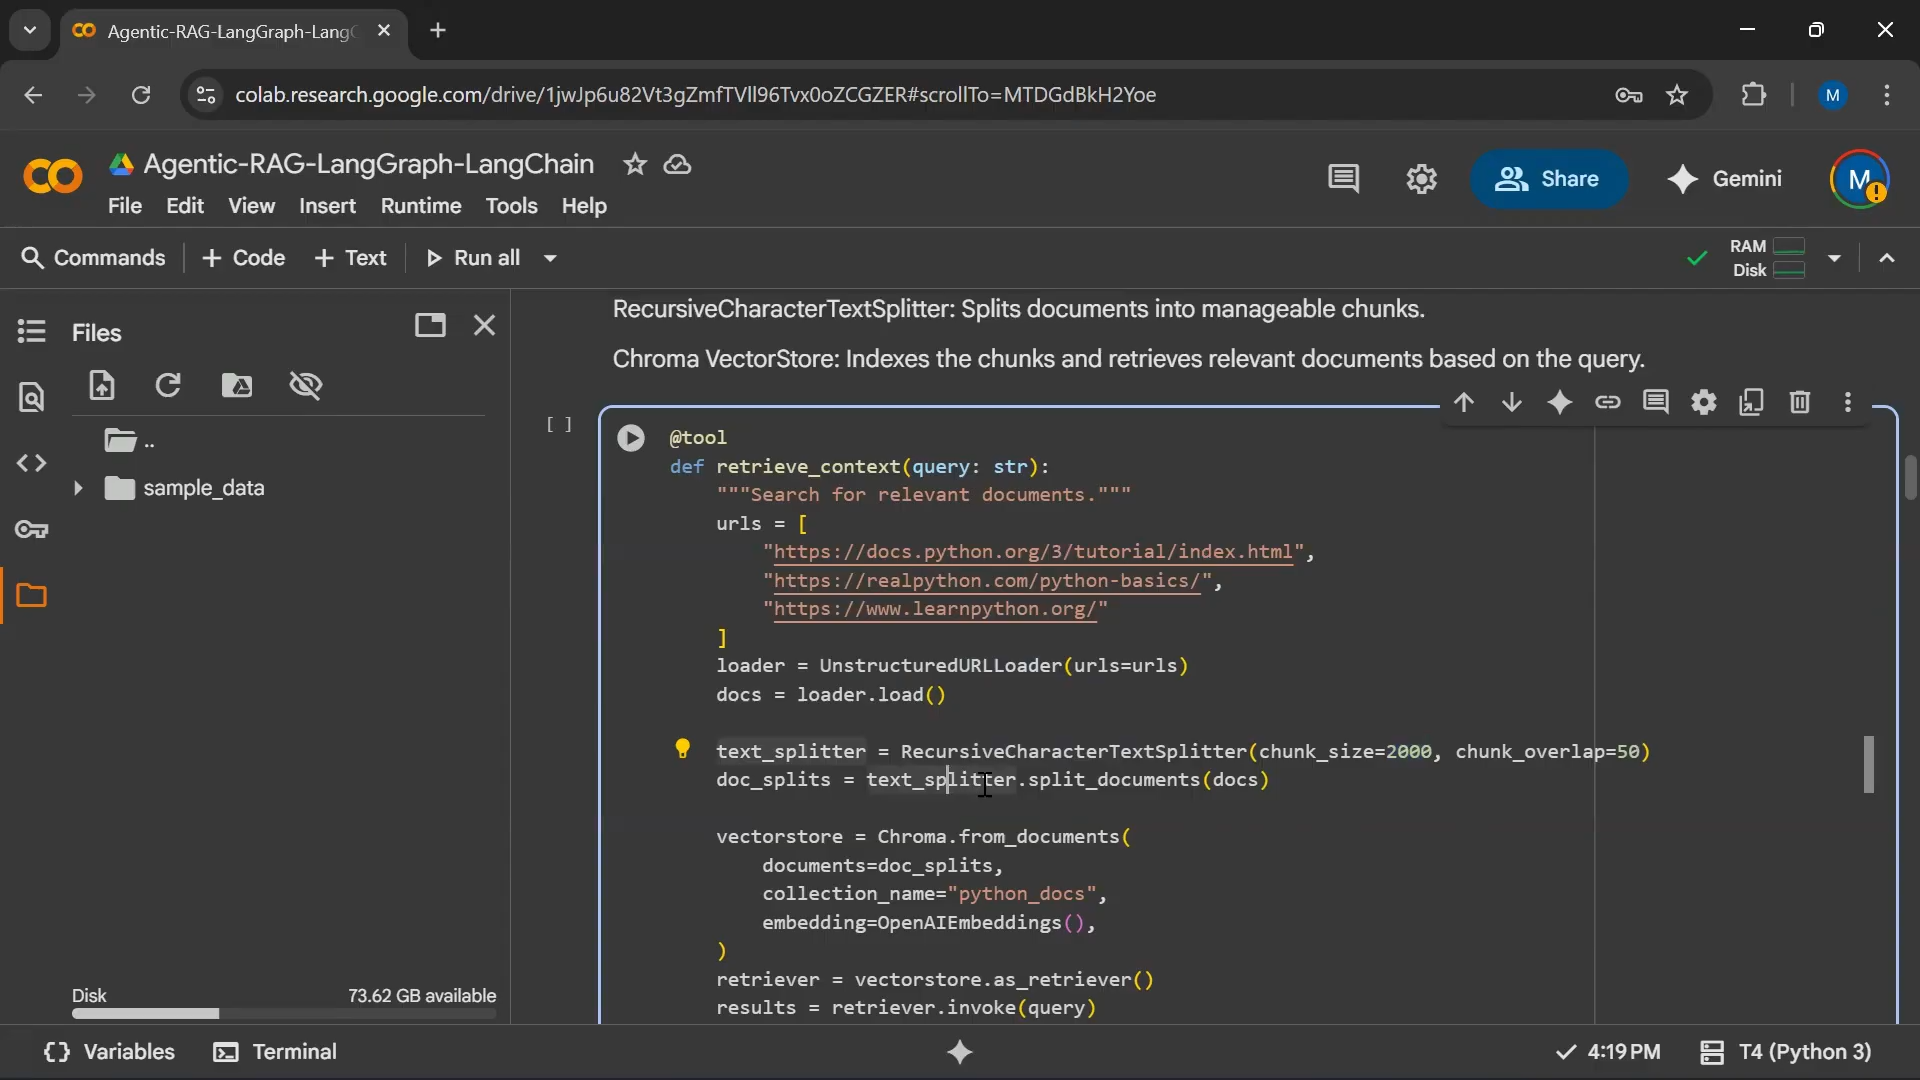 Agentic-RAG-LangGraph-LangC
colab.research.google.com/drive/1jwJp6u82Vt3gZmfTVll96Tvx0oZCGZER#scrollTo=MTDGdBkH2Yoe
M
Agentic-RAG-LangGraph-LangChain
File Edit View Insert Runtime Tools Help
Share
Gemini
M
Commands + Code + Text Run all
RAM
Disk
Files
..
sample_data
Disk 73.62 GB available
RecursiveCharacterTextSplitter: Splits documents into manageable chunks.
Chroma VectorStore: Indexes the chunks and retrieves relevant documents based on the query.
[ ]
@tool
def retrieve_context(query: str):
"""Search for relevant documents."""
urls = [
"https://docs.python.org/3/tutorial/index.html",
"https://realpython.com/python-basics/",
"https://www.learnpython.org/"
]
loader = UnstructuredURLLoader(urls=urls)
docs = loader.load()
text_splitter = RecursiveCharacterTextSplitter(chunk_size=2000, chunk_overlap=50)
doc_splits = text_splitter.split_documents(docs)
vectorstore = Chroma.from_documents(
documents=doc_splits,
collection_name="python_docs",
embedding=OpenAIEmbeddings(),
)
retriever = vectorstore.as_retriever()
results = retriever.invoke(query)
{} Variables Terminal
4:19 PM T4 (Python 3)